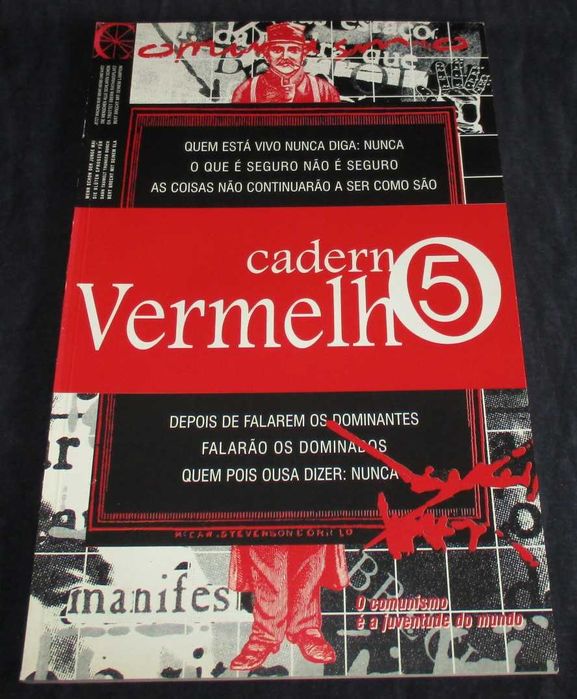 comunismo
QUEM ESTÁ VIVO NUNCA DIGA: NUNCA
O QUE É SEGURO NÃO É SEGURO
AS COISAS NÃO CONTINUARÃO A SER COMO SÃO
caderno 5
Vermelho
DEPOIS DE FALAREM OS DOMINANTES
FALARÃO OS DOMINADOS
QUEM POIS OUSA DIZER: NUNCA
manifes
O comunismo
é a juventude do mundo